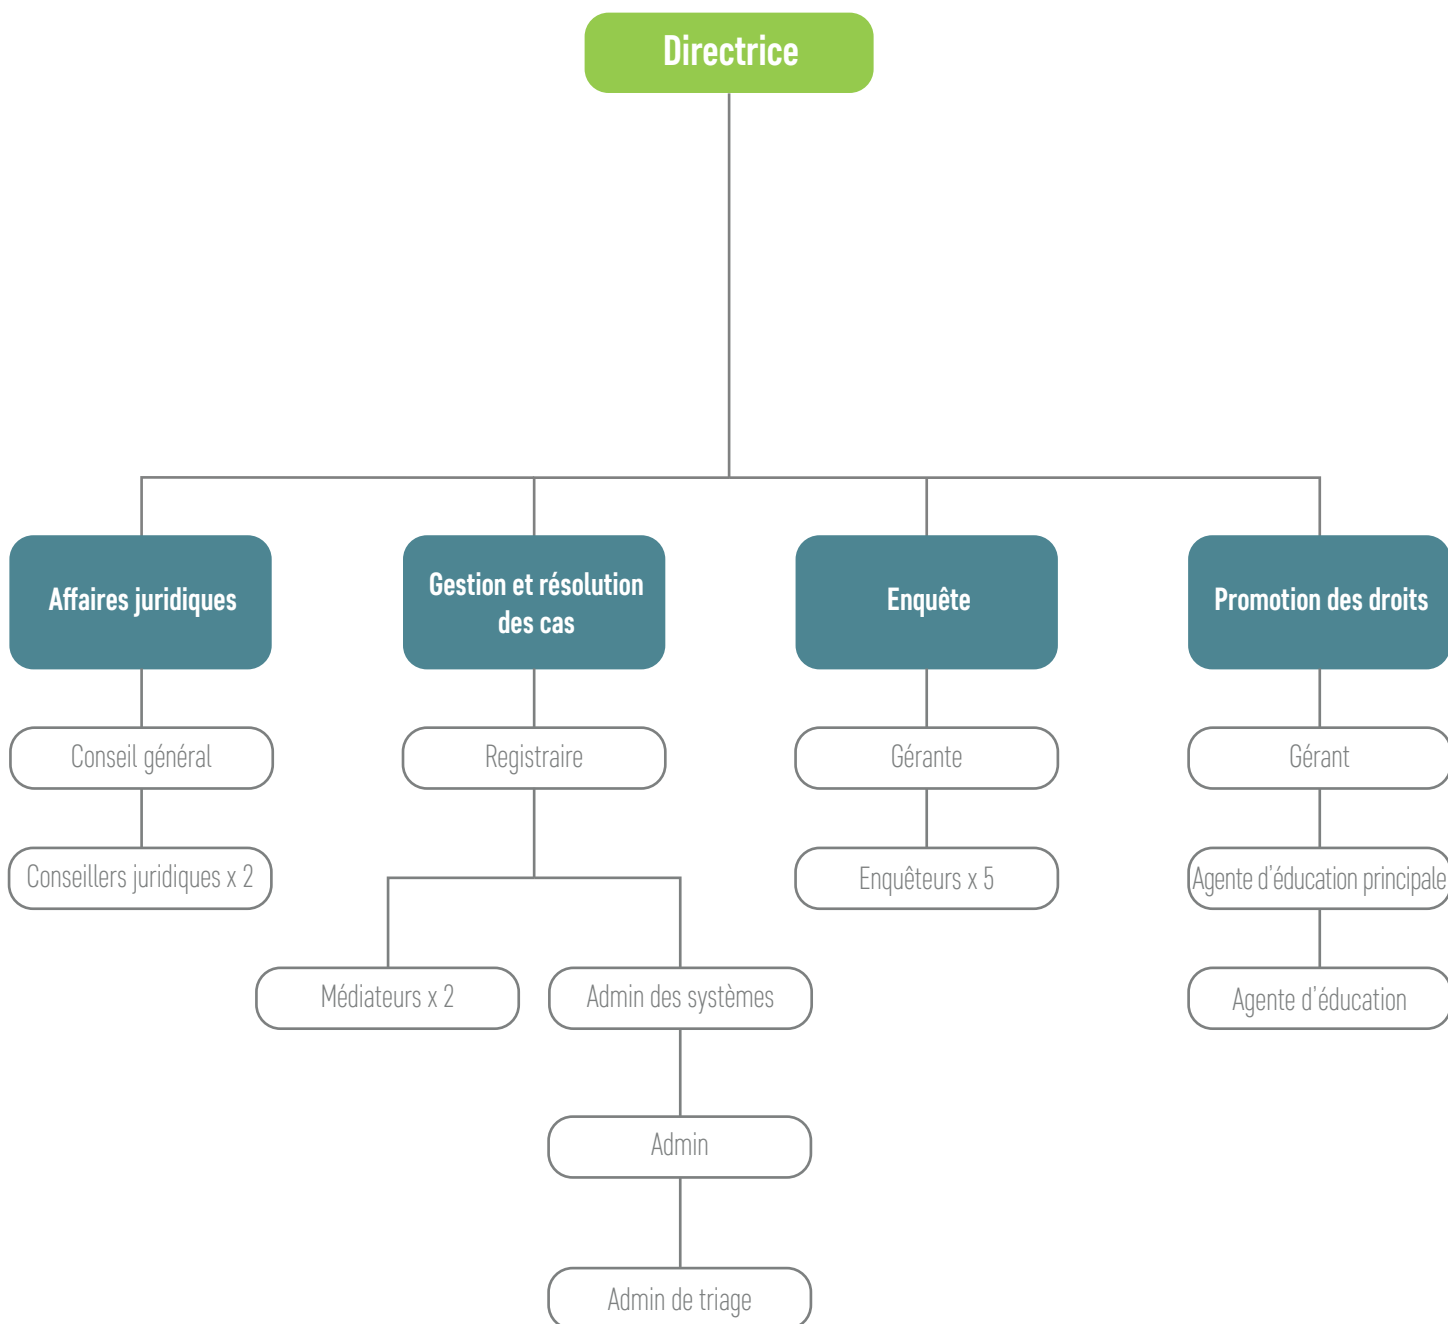 Directrice
Affaires juridiques
Gestion et résolution
des cas
Enquête
Promotion des droits
Conseil général
Registraire
Gérante
Gérant
Conseillers juridiques x 2
Enquêteurs x 5
Agente d'éducation principale
Médiateurs x 2
Admin des systèmes
Agente d'éducation
Admin
Admin de triage